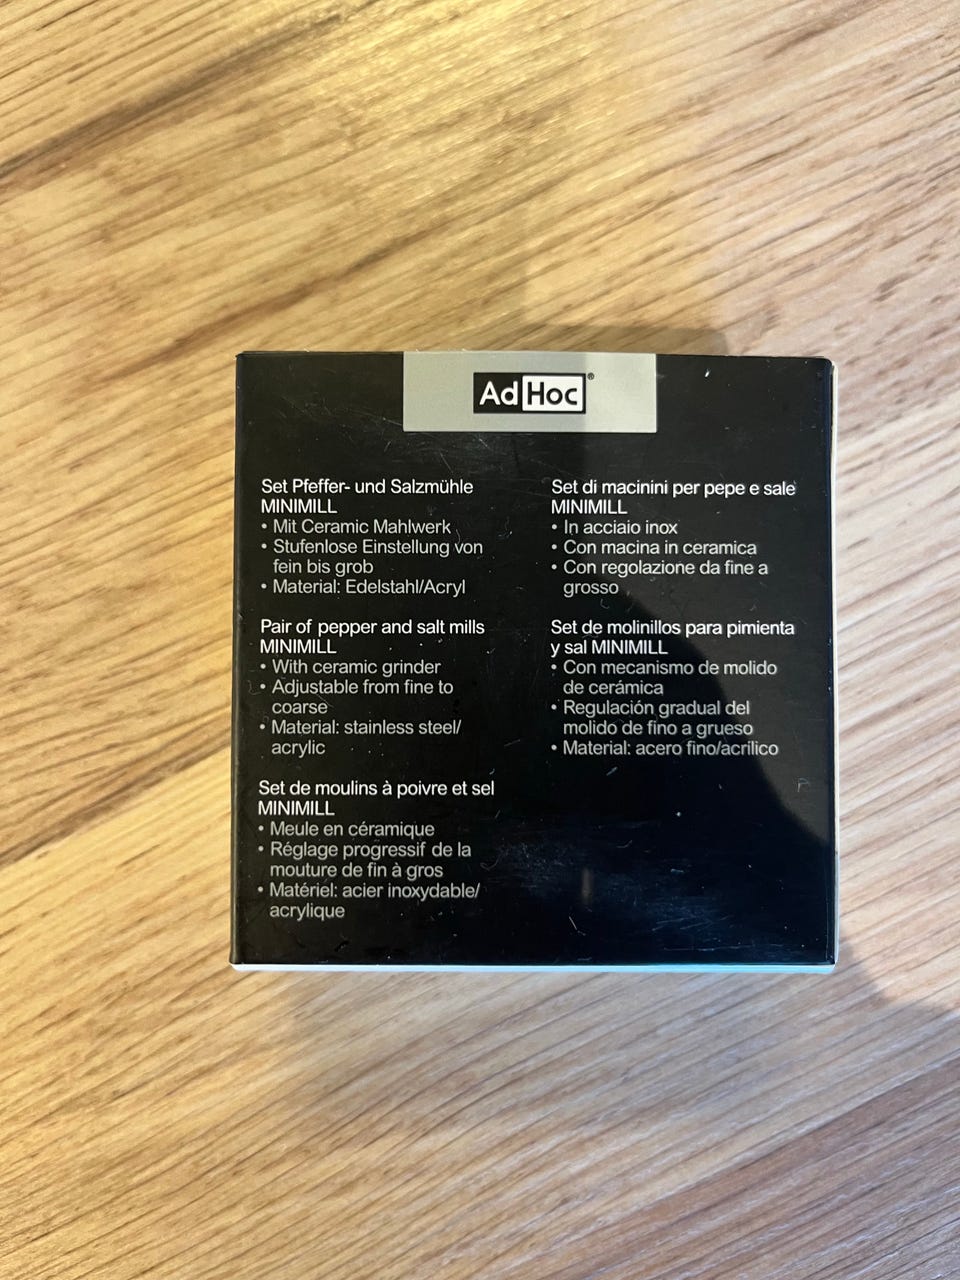 AdHoc®
Set Pfeffer- und Salzmühle
MINIMILL
• Mit Ceramic Mahlwerk
• Stufenlose Einstellung von
fein bis grob
• Material: Edelstahl/Acryl
Pair of pepper and salt mills
MINIMILL
• With ceramic grinder
• Adjustable from fine to
coarse
• Material: stainless steel/
acrylic
Set de moulins à poivre et sel
MINIMILL
• Meule en céramique
• Réglage progressif de la
mouture de fin à gros
• Matériel: acier inoxydable/
acrylique
Set di macinini per pepe e sale
MINIMILL
• In acciaio inox
• Con macina in ceramica
• Con regolazione da fine a
grosso
Set de molinillos para pimienta
y sal MINIMILL
• Con mecanismo de molido
de cerámica
• Regulación gradual del
molido de fino a grueso
• Material: acero fino/acrílico